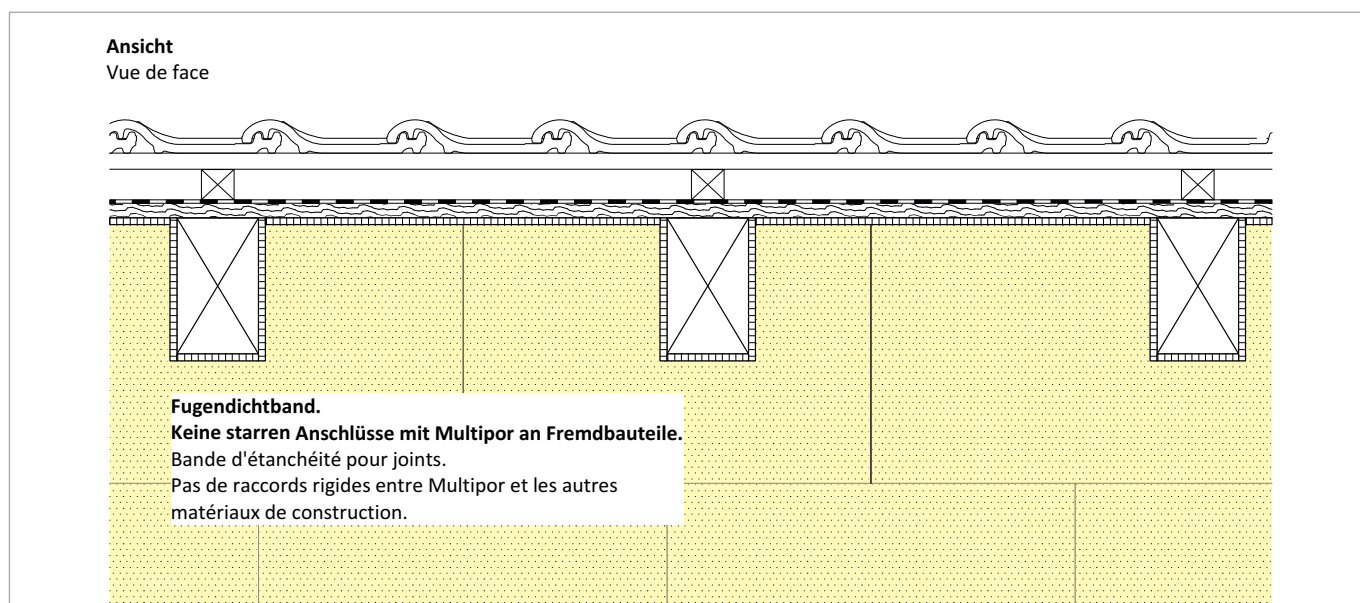 Ansicht
Vue de face
Fugendichtband.
Keine starren Anschlüsse mit Multipor an Fremdbauteile.
Bande d'étanchéité pour joints.
Pas de raccords rigides entre Multipor et les autres
matériaux de construction.